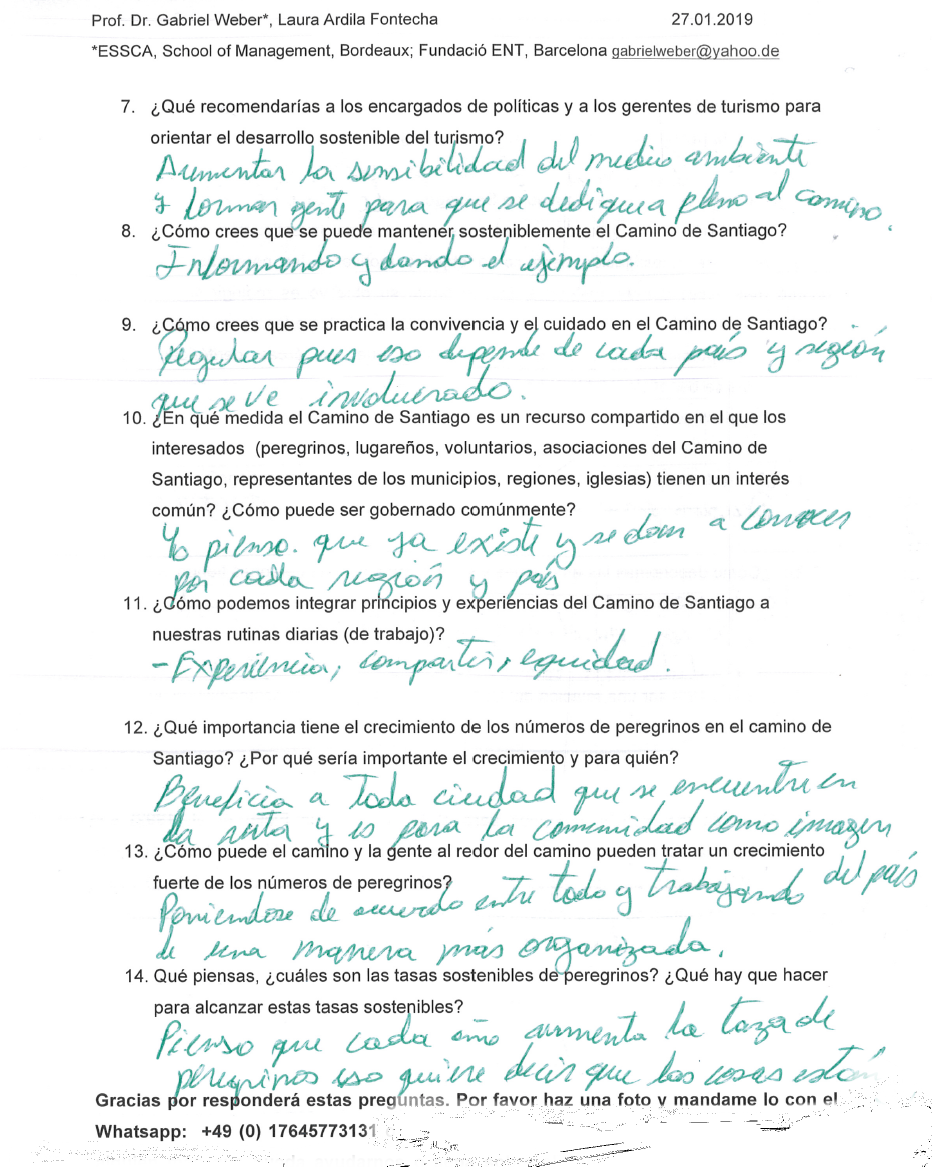 Prof. Dr. Gabriel Weber*, Laura Ardila Fontecha 27.01.2019
*ESSCA, School of Management, Bordeaux; Fundació ENT, Barcelona gabrielweber@yahoo.de
7. ¿Qué recomendarías a los encargados de políticas y a los gerentes de turismo para
orientar el desarrollo sostenible del turismo?
Aumentar la sensibilidad del medio ambiente
y formar gente para que se dedique a pleno al camino.
8. ¿Cómo crees que se puede mantener sosteniblemente el Camino de Santiago?
Informando y dando el ejemplo.
9. ¿Cómo crees que se practica la convivencia y el cuidado en el Camino de Santiago?
Regular pues eso depende de cada país y región
que se ve involucrado.
10. ¿En qué medida el Camino de Santiago es un recurso compartido en el que los
interesados (peregrinos, lugareños, voluntarios, asociaciones del Camino de
Santiago, representantes de los municipios, regiones, iglesias) tienen un interés
común? ¿Cómo puede ser gobernado comúnmente?
Yo pienso. que ya existe y se dan a conocer
por cada región y país
11. ¿Cómo podemos integrar principios y experiencias del Camino de Santiago a
nuestras rutinas diarias (de trabajo)?
- Experiencia, compartir, equidad.
12. ¿Qué importancia tiene el crecimiento de los números de peregrinos en el camino de
Santiago? ¿Por qué sería importante el crecimiento y para quién?
Beneficia a toda ciudad que se encuentre en
la ruta y es para la comunidad como imagen
del país
13. ¿Cómo puede el camino y la gente al redor del camino pueden tratar un crecimiento
fuerte de los números de peregrinos?
Poniendose de acuerdo entre todo y trabajando
de una manera más organizada.
14. Qué piensas, ¿cuáles son las tasas sostenibles de peregrinos? ¿Qué hay que hacer
para alcanzar estas tasas sostenibles?
Pienso que cada año aumenta la taza de
peregrinos eso quiere decir que las cosas están
Gracias por responderá estas preguntas. Por favor haz una foto y mandame lo con el
Whatsapp: +49 (0) 17645773131